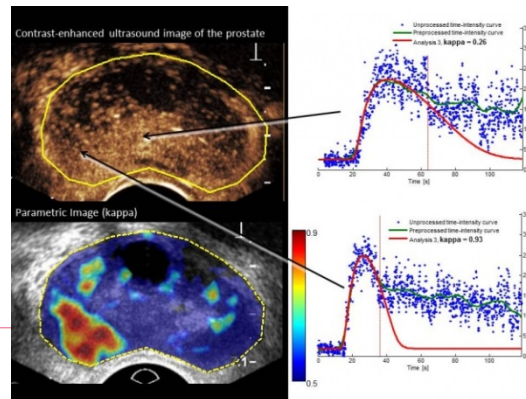 Contrast-enhanced ultrasound image of the prostate
Unprocessed time-intensity curve
Preprocessed time-intensity curve
Analysis 3, kappa = 0.26
0 20 40 60 80 100
Time [s]
Parametric Image (kappa)
0.9
0.5
Unprocessed time-intensity curve
Preprocessed time-intensity curve
Analysis 3, kappa = 0.93
0 20 40 60 80 100
Time [s]